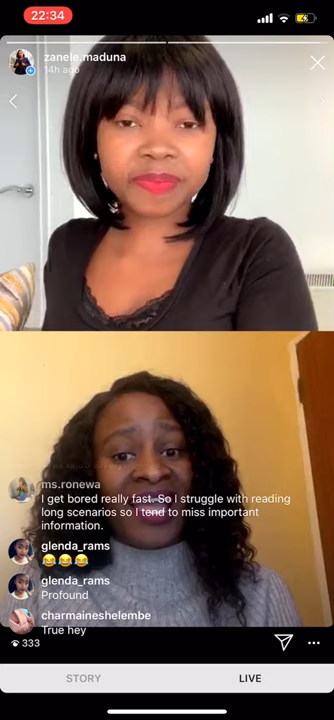 22:34
zanele.maduna
14h ago
ms.ronewa
I get bored really fast. So I struggle with reading
long scenarios so I tend to miss important
information.
glenda_rams
😂😂😂
glenda_rams
Profound
charmaineshelembe
True hey
333
STORY LIVE